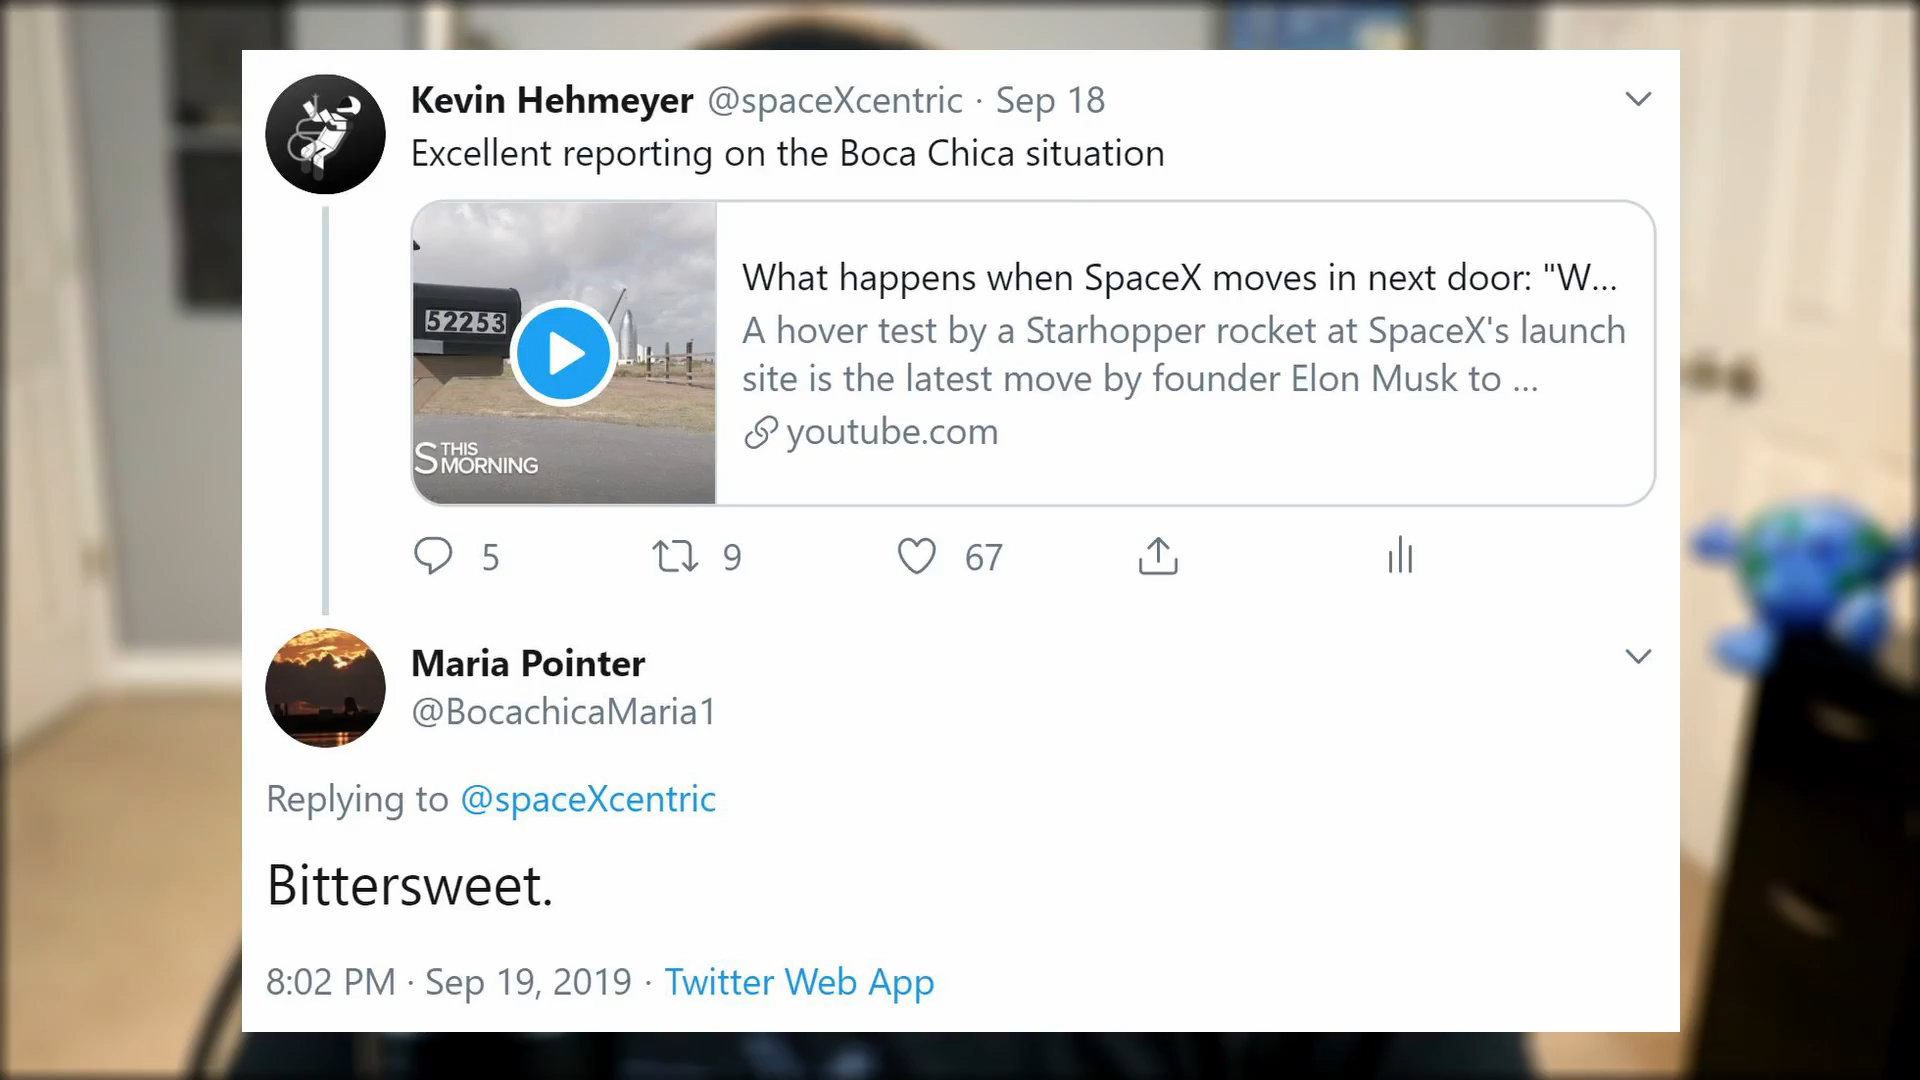 Kevin Hehmeyer @spaceXcentric · Sep 18
Excellent reporting on the Boca Chica situation
52253
S THIS
MORNING
What happens when SpaceX moves in next door: "W...
A hover test by a Starhopper rocket at SpaceX's launch
site is the latest move by founder Elon Musk to ...
youtube.com
5 9 67
Maria Pointer
@BocachicaMaria1
Replying to @spaceXcentric
Bittersweet.
8:02 PM · Sep 19, 2019 · Twitter Web App